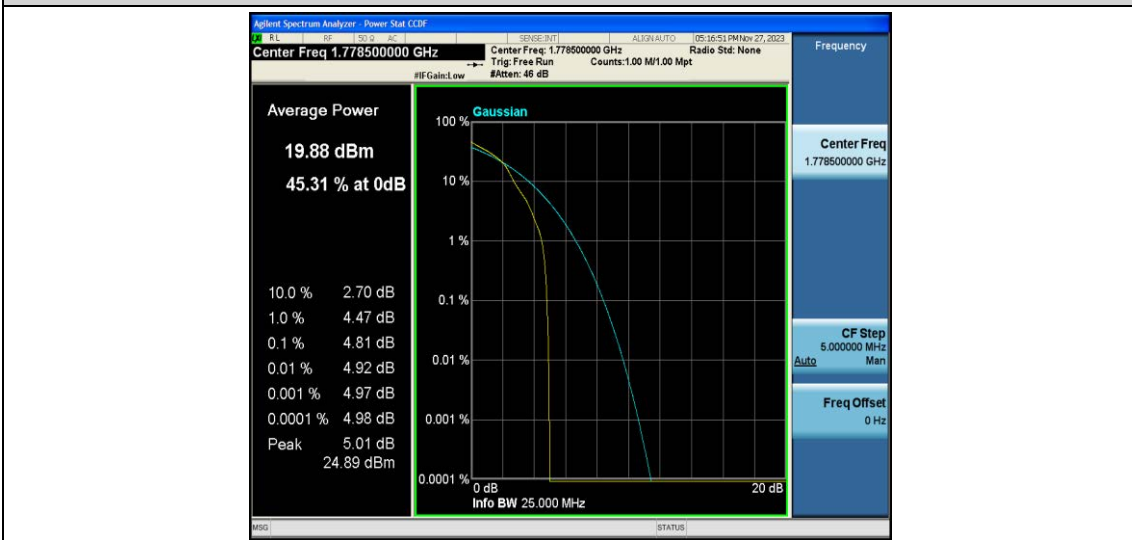 Agilent Spectrum Analyzer - Power Stat CCDF
RL RF 50 Ω AC SENSE:INT ALIGN AUTO 05:16:51 PM Nov 27, 2023
Center Freq 1.778500000 GHz
Center Freq: 1.778500000 GHz Radio Std: None
Trig: Free Run Counts:1.00 M/1.00 Mpt
#IFGain:Low #Atten: 46 dB
Frequency
Average Power
19.88 dBm
45.31 % at 0dB
10.0 % 2.70 dB
1.0 % 4.47 dB
0.1 % 4.81 dB
0.01 % 4.92 dB
0.001 % 4.97 dB
0.0001 % 4.98 dB
Peak 5.01 dB
24.89 dBm
Gaussian
100 %
10 %
1 %
0.1 %
0.01 %
0.001 %
0.0001 %
0 dB 20 dB
Info BW 25.000 MHz
Center Freq
1.778500000 GHz
CF Step
5.000000 MHz
Auto Man
Freq Offset
0 Hz
MSG STATUS